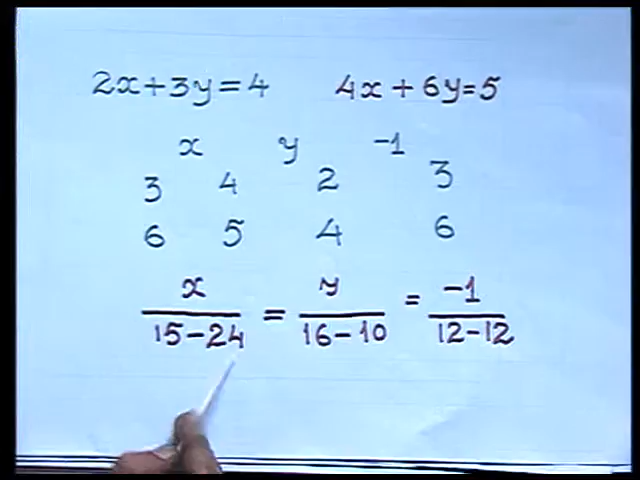 2x+3y=4 4x+6y=5
x y -1
3 4 2 3
6 5 4 6
x/15-24 = y/16-10 = -1/12-12